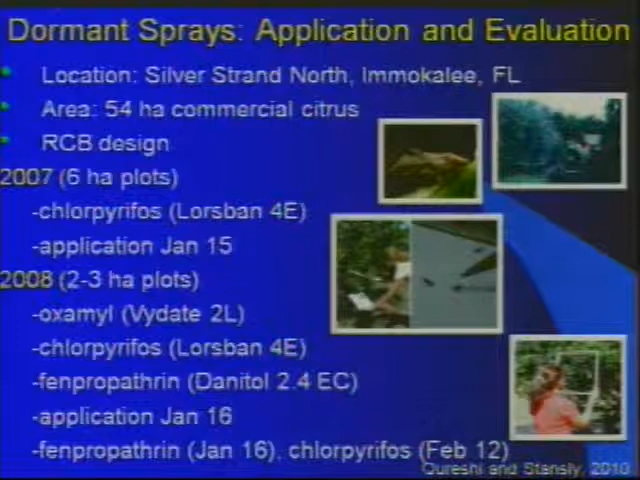 Dormant Sprays: Application and Evaluation
Location: Silver Strand North, Immokalee, FL
Area: 54 ha commercial citrus
RCB design
2007 (6 ha plots)
-chlorpyrifos (Lorsban 4E)
-application Jan 15
2008 (2-3 ha plots)
-oxamyl (Vydate 2L)
-chlorpyrifos (Lorsban 4E)
-fenpropathrin (Danitol 2.4 EC)
-application Jan 16
-fenpropathrin (Jan 16), chlorpyrifos (Feb 12)
Qureshi and Stansly, 2010